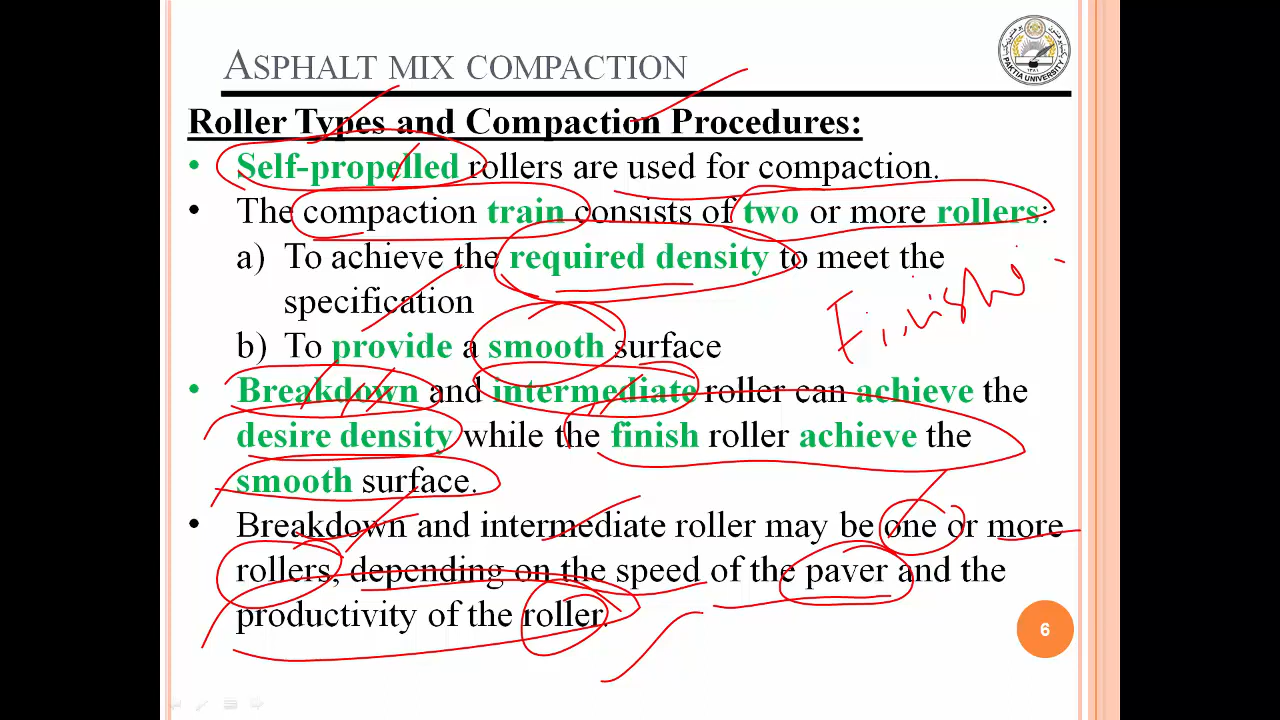 ASPHALT MIX COMPACTION
PAKTIA UNIVERSITY
Roller Types and Compaction Procedures:
• Self-propelled rollers are used for compaction.
• The compaction train consists of two or more rollers:
a) To achieve the required density to meet the
specification
b) To provide a smooth surface
Finishe
• Breakdown and intermediate roller can achieve the
desire density while the finish roller achieve the
smooth surface.
• Breakdown and intermediate roller may be one or more
rollers, depending on the speed of the paver and the
productivity of the roller.
6